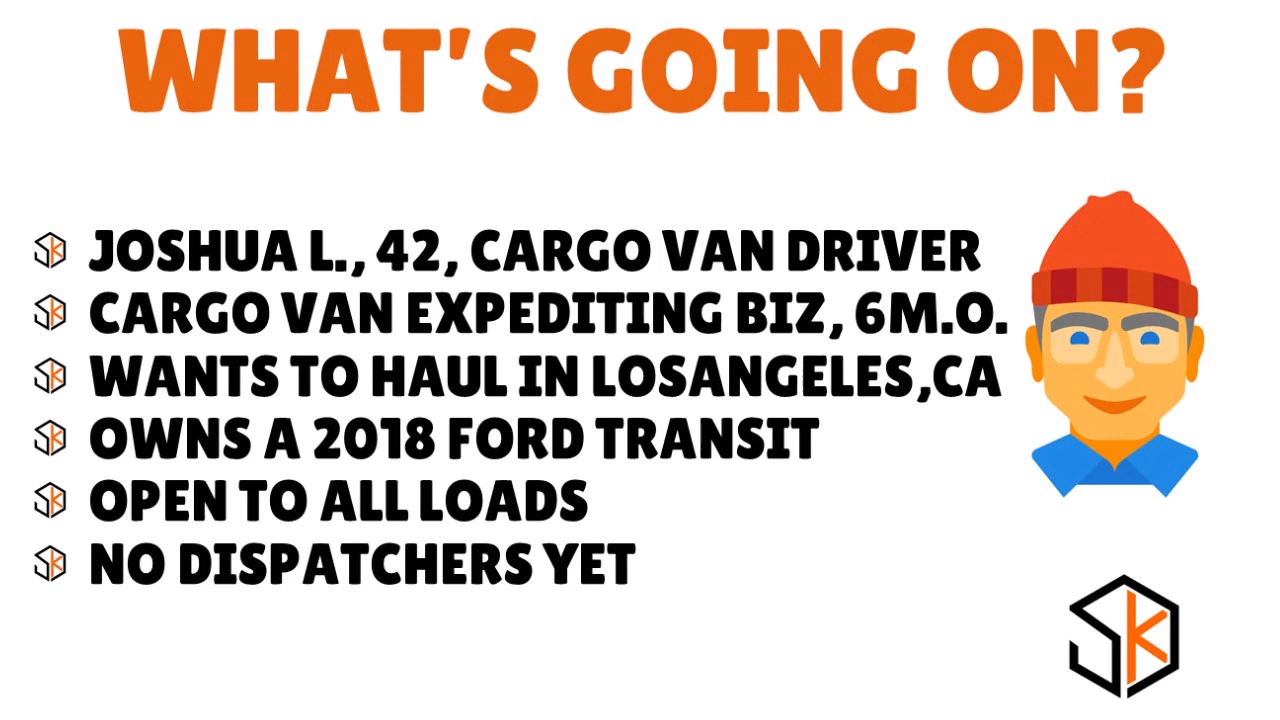 WHAT'S GOING ON?
JOSHUA L., 42, CARGO VAN DRIVER
CARGO VAN EXPEDITING BIZ, 6M.O.
WANTS TO HAUL IN LOSANGELES,CA
OWNS A 2018 FORD TRANSIT
OPEN TO ALL LOADS
NO DISPATCHERS YET
SK